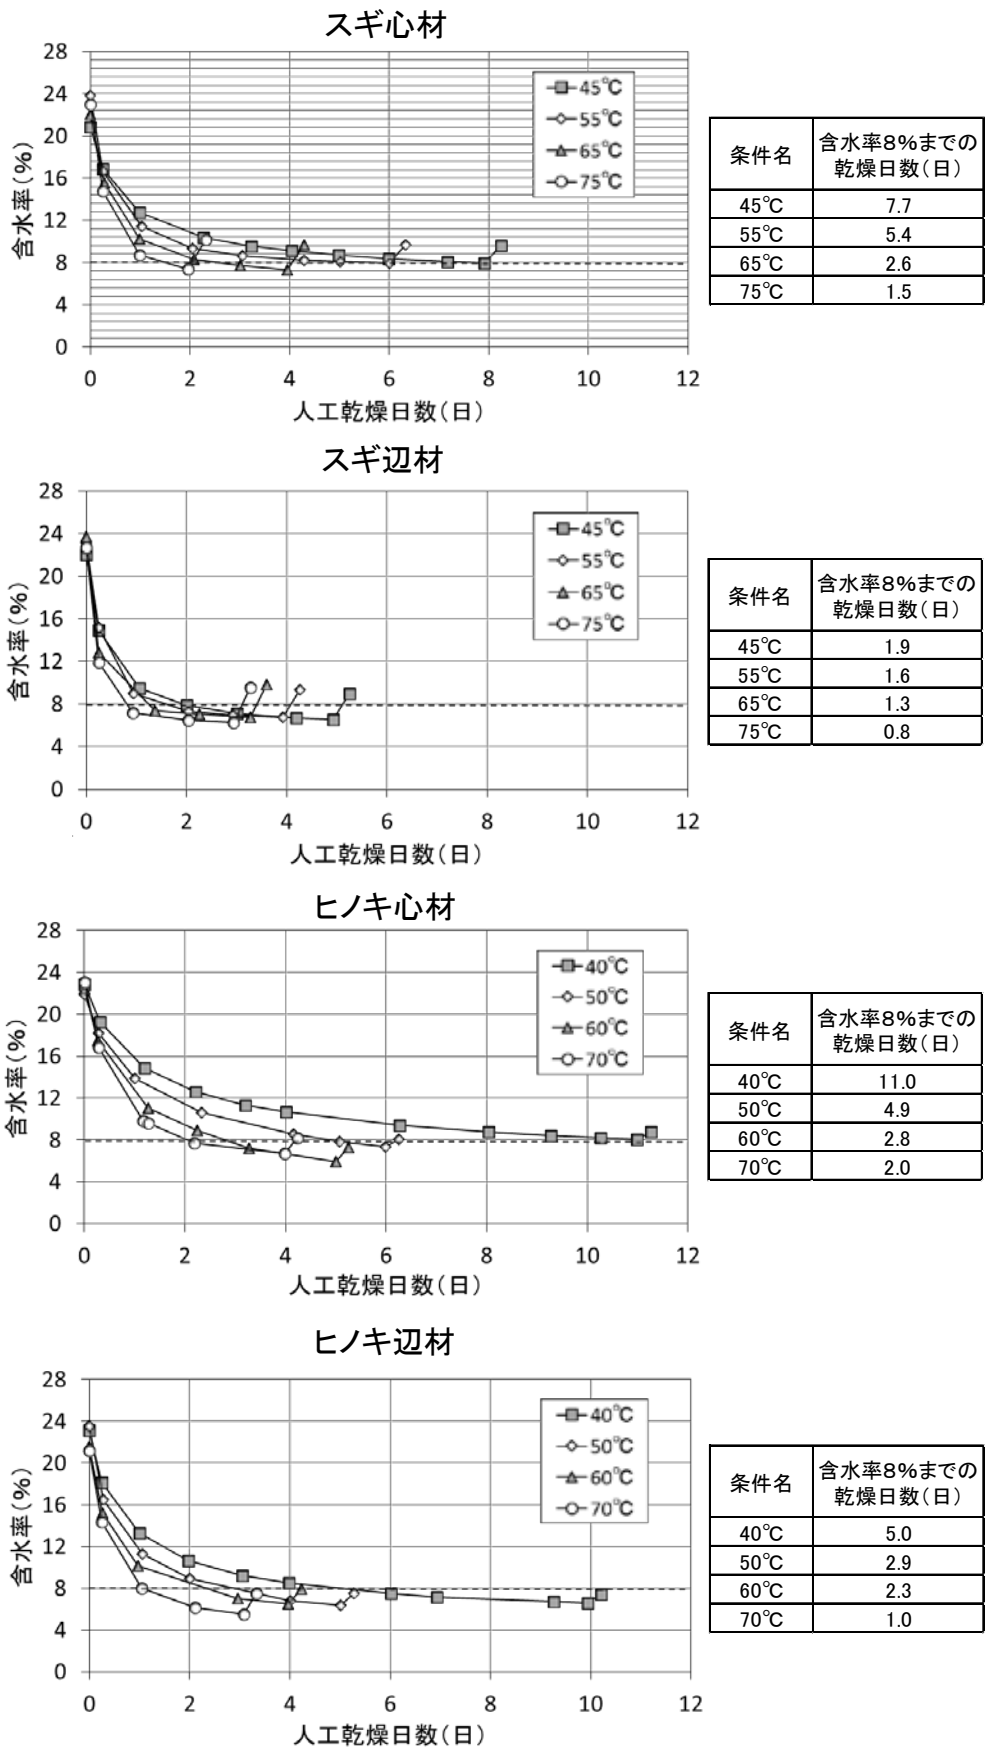 スギ心材
28
24
20
16
12
8
4
0
含水率(%)
0 2 4 6 8 10 12
人工乾燥日数(日)
45℃
55℃
65℃
75℃
条件名 含水率8%までの
乾燥日数(日)
45℃ 7.7
55℃ 5.4
65℃ 2.6
75℃ 1.5
スギ辺材
28
24
20
16
12
8
4
0
含水率(%)
0 2 4 6 8 10 12
人工乾燥日数(日)
45℃
55℃
65℃
75℃
条件名 含水率8%までの
乾燥日数(日)
45℃ 1.9
55℃ 1.6
65℃ 1.3
75℃ 0.8
ヒノキ心材
28
24
20
16
12
8
4
0
含水率(%)
0 2 4 6 8 10 12
人工乾燥日数(日)
40℃
50℃
60℃
70℃
条件名 含水率8%までの
乾燥日数(日)
40℃ 11.0
50℃ 4.9
60℃ 2.8
70℃ 2.0
ヒノキ辺材
28
24
20
16
12
8
4
0
含水率(%)
0 2 4 6 8 10 12
人工乾燥日数(日)
40℃
50℃
60℃
70℃
条件名 含水率8%までの
乾燥日数(日)
40℃ 5.0
50℃ 2.9
60℃ 2.3
70℃ 1.0